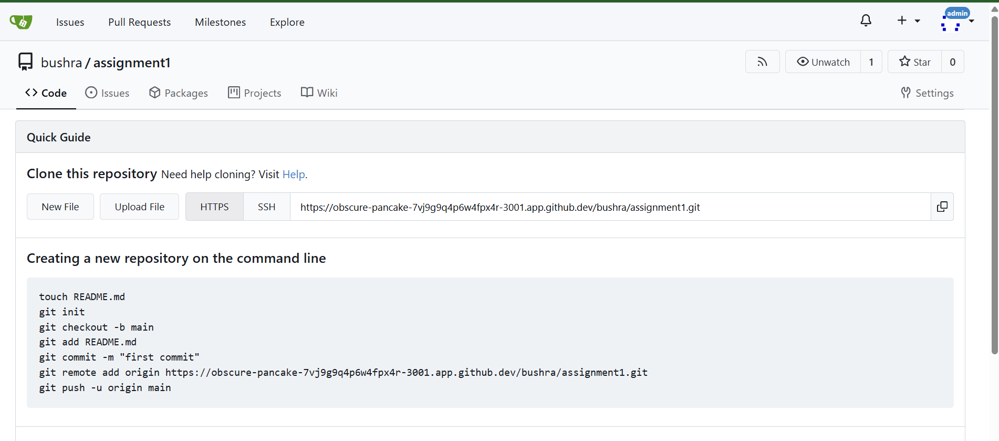 Issues Pull Requests Milestones Explore admin
bushra / assignment1 Unwatch 1 Star 0
Code Issues Packages Projects Wiki Settings
Quick Guide
Clone this repository Need help cloning? Visit Help.
New File Upload File HTTPS SSH https://obscure-pancake-7vj9g9q4p6w4fpx4r-3001.app.github.dev/bushra/assignment1.git
Creating a new repository on the command line
touch README.md
git init
git checkout -b main
git add README.md
git commit -m "first commit"
git remote add origin https://obscure-pancake-7vj9g9q4p6w4fpx4r-3001.app.github.dev/bushra/assignment1.git
git push -u origin main